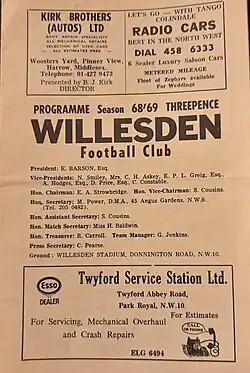 KIRK BROTHERS
(AUTOS) LTD
BODY REPAIR SPECIALISTS
ALL MECHANICAL REPAIRS
SELECTION OF USED CARS
ALL ESTIMATES FREE
Woosters Yard, Pinner View,
Harrow, Middlesex.
Telephone: 01-427 9473
Presented by B. J. Kirk
DIRECTOR
LET'S GO — WITH TANGO
COLINDALE
RADIO CARS
BEST IN THE NORTH WEST
DIAL 458 6333
6 Seater Luxury Saloon Cars
METERED MILEAGE
Fleet of Zephyrs available
For Weddings
PROGRAMME Season 68'69 THREEPENCE
WILLESDEN
Football Club
President: K. BARSON, Esq.
Vice-Presidents: N. Smiley, Mrs. C. H. Askey, E. P. L. Greig, Esq.,
A. Hodges, Esq., D. Price, Esq., C. Constable.
Hon. Chairman: E. A. Strowbridge. Hon. Vice-Chairman: S. Cousins.
Hon. Secretary: M. Power, D.M.A., 45 Angus Gardens, N.W.9.
(Tel. 205 0482).
Hon. Assistant Secretary: S. Cousins.
Hon. Match Secretary: Miss H. Baldwin.
Hon. Treasurer: R. Carroll. Team Manager: G. Jenkins.
Press Secretary: C. Pearse.
Ground: WILLESDEN STADIUM, DONNINGTON ROAD, N.W.10.
Esso
DEALER
Twyford Service Station Ltd.
Twyford Abbey Road,
Park Royal, N.W.10.
For Estimates
For Servicing, Mechanical Overhaul
and Crash Repairs
CALL OR PHONE
ELG 6494